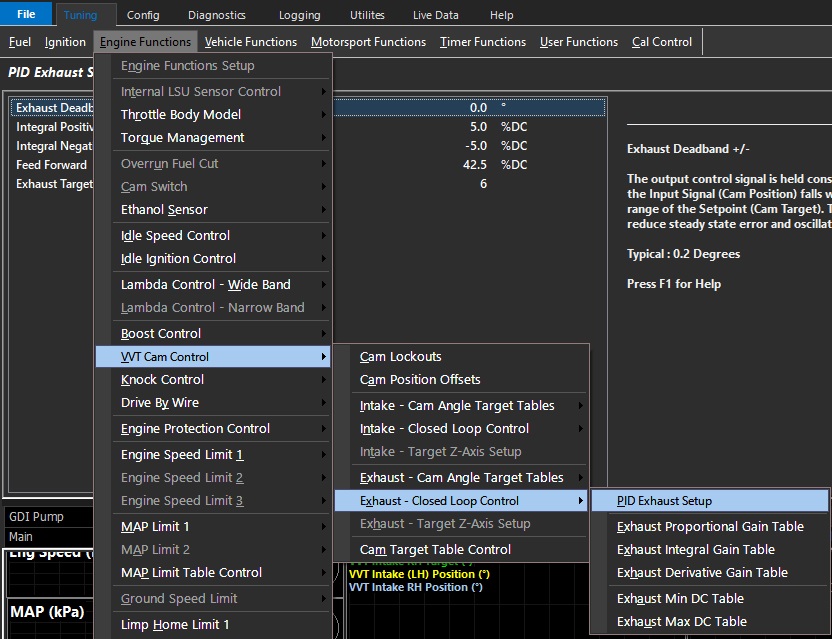 File Tuning Config Diagnostics Logging Utilites Live Data Help
Fuel Ignition Engine Functions Vehicle Functions Motorsport Functions Timer Functions User Functions Cal Control
PID Exhaust S
Engine Functions Setup
Internal LSU Sensor Control
Throttle Body Model
Torque Management
Overrun Fuel Cut
Cam Switch
Ethanol Sensor
Idle Speed Control
Idle Ignition Control
Lambda Control - Wide Band
Lambda Control - Narrow Band
Boost Control
VVT Cam Control
Knock Control
Drive By Wire
Engine Protection Control
Engine Speed Limit 1
Engine Speed Limit 2
Engine Speed Limit 3
MAP Limit 1
MAP Limit 2
MAP Limit Table Control
Ground Speed Limit
Limp Home Limit 1
Exhaust Deadb 0.0 °
Integral Positiv 5.0 %DC
Integral Negat -5.0 %DC
Feed Forward 42.5 %DC
Exhaust Target 6
Exhaust Deadband +/-
The output control signal is held cons
the Input Signal (Cam Position) falls w
range of the Setpoint (Cam Target). T
reduce steady state error and oscillat
Typical : 0.2 Degrees
Press F1 for Help
Cam Lockouts
Cam Position Offsets
Intake - Cam Angle Target Tables
Intake - Closed Loop Control
Intake - Target Z-Axis Setup
Exhaust - Cam Angle Target Tables
Exhaust - Closed Loop Control
Exhaust - Target Z-Axis Setup
Cam Target Table Control
PID Exhaust Setup
Exhaust Proportional Gain Table
Exhaust Integral Gain Table
Exhaust Derivative Gain Table
Exhaust Min DC Table
Exhaust Max DC Table
GDI Pump
Main
Eng Speed (
MAP (kPa)
VVT Intake RH Target (°)
VVT Intake (LH) Position (°)
VVT Intake RH Position (°)